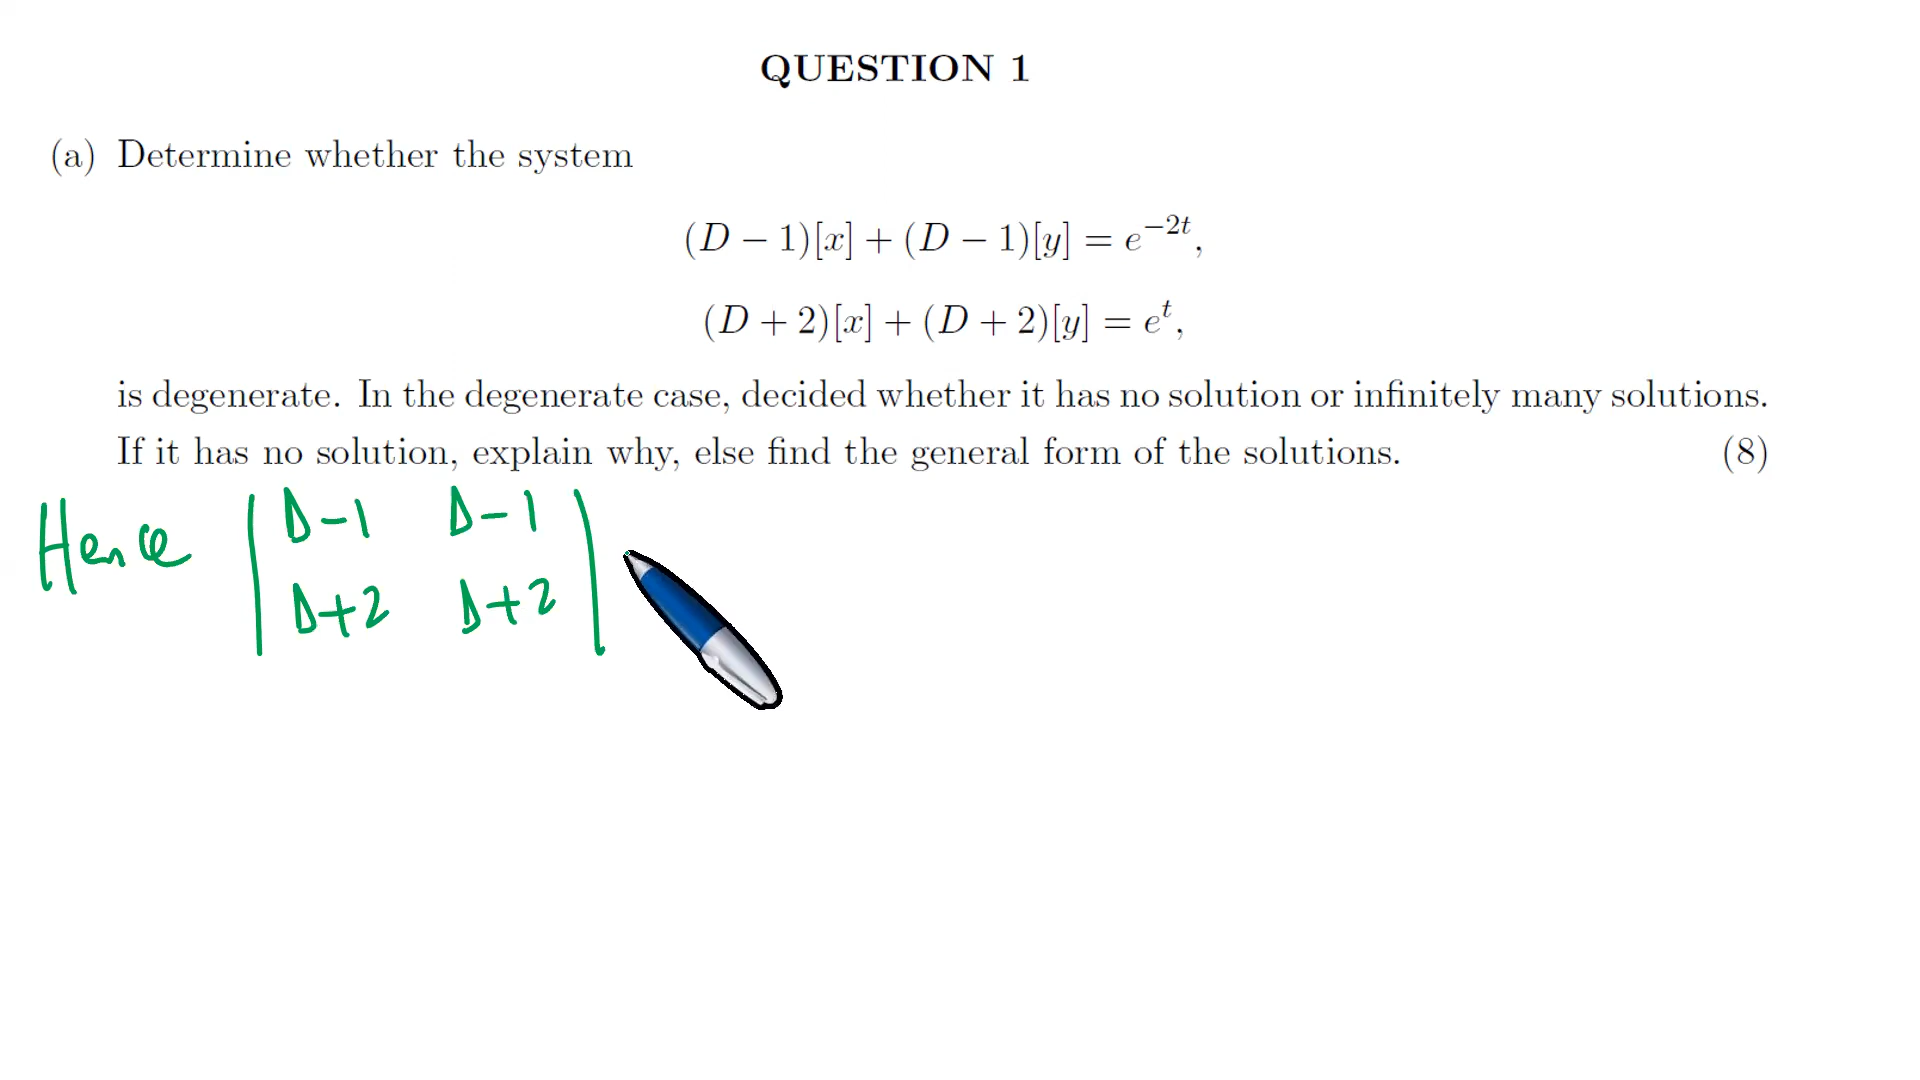 QUESTION 1
(a) Determine whether the system
(D − 1)[x] + (D − 1)[y] = e^{−2t},
(D + 2)[x] + (D + 2)[y] = e^{t},
is degenerate. In the degenerate case, decided whether it has no solution or infinitely many solutions.
If it has no solution, explain why, else find the general form of the solutions. (8)
Hence | D−1 D−1 |
| D+2 D+2 |